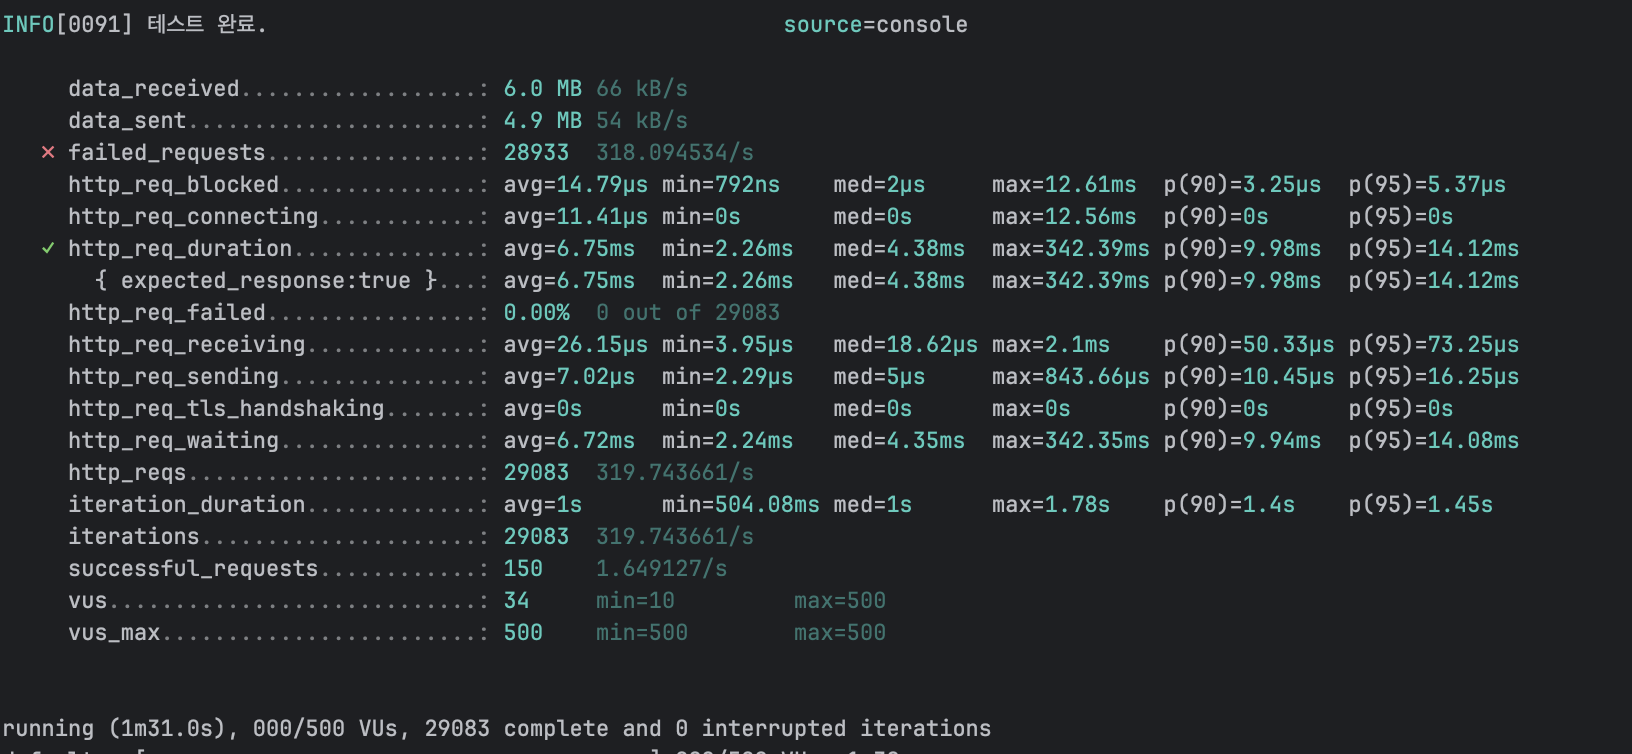 INFO[0091] 테스트 완료.                                       source=console
data_received..................: 6.0 MB 66 kB/s
data_sent......................: 4.9 MB 54 kB/s
✗ failed_requests................: 28933  318.094534/s
http_req_blocked...............: avg=14.79µs min=792ns    med=2µs     max=12.61ms  p(90)=3.25µs  p(95)=5.37µs
http_req_connecting............: avg=11.41µs min=0s       med=0s      max=12.56ms  p(90)=0s      p(95)=0s
✓ http_req_duration..............: avg=6.75ms  min=2.26ms   med=4.38ms  max=342.39ms p(90)=9.98ms  p(95)=14.12ms
{ expected_response:true }...: avg=6.75ms  min=2.26ms   med=4.38ms  max=342.39ms p(90)=9.98ms  p(95)=14.12ms
http_req_failed................: 0.00%  0 out of 29083
http_req_receiving.............: avg=26.15µs min=3.95µs   med=18.62µs max=2.1ms    p(90)=50.33µs p(95)=73.25µs
http_req_sending...............: avg=7.02µs  min=2.29µs   med=5µs     max=843.66µs p(90)=10.45µs p(95)=16.25µs
http_req_tls_handshaking.......: avg=0s      min=0s       med=0s      max=0s       p(90)=0s      p(95)=0s
http_req_waiting...............: avg=6.72ms  min=2.24ms   med=4.35ms  max=342.35ms p(90)=9.94ms  p(95)=14.08ms
http_reqs......................: 29083  319.743661/s
iteration_duration.............: avg=1s      min=504.08ms med=1s      max=1.78s    p(90)=1.4s    p(95)=1.45s
iterations.....................: 29083  319.743661/s
successful_requests............: 150    1.649127/s
vus............................: 34     min=10         max=500
vus_max........................: 500    min=500        max=500
running (1m31.0s), 000/500 VUs, 29083 complete and 0 interrupted iterations